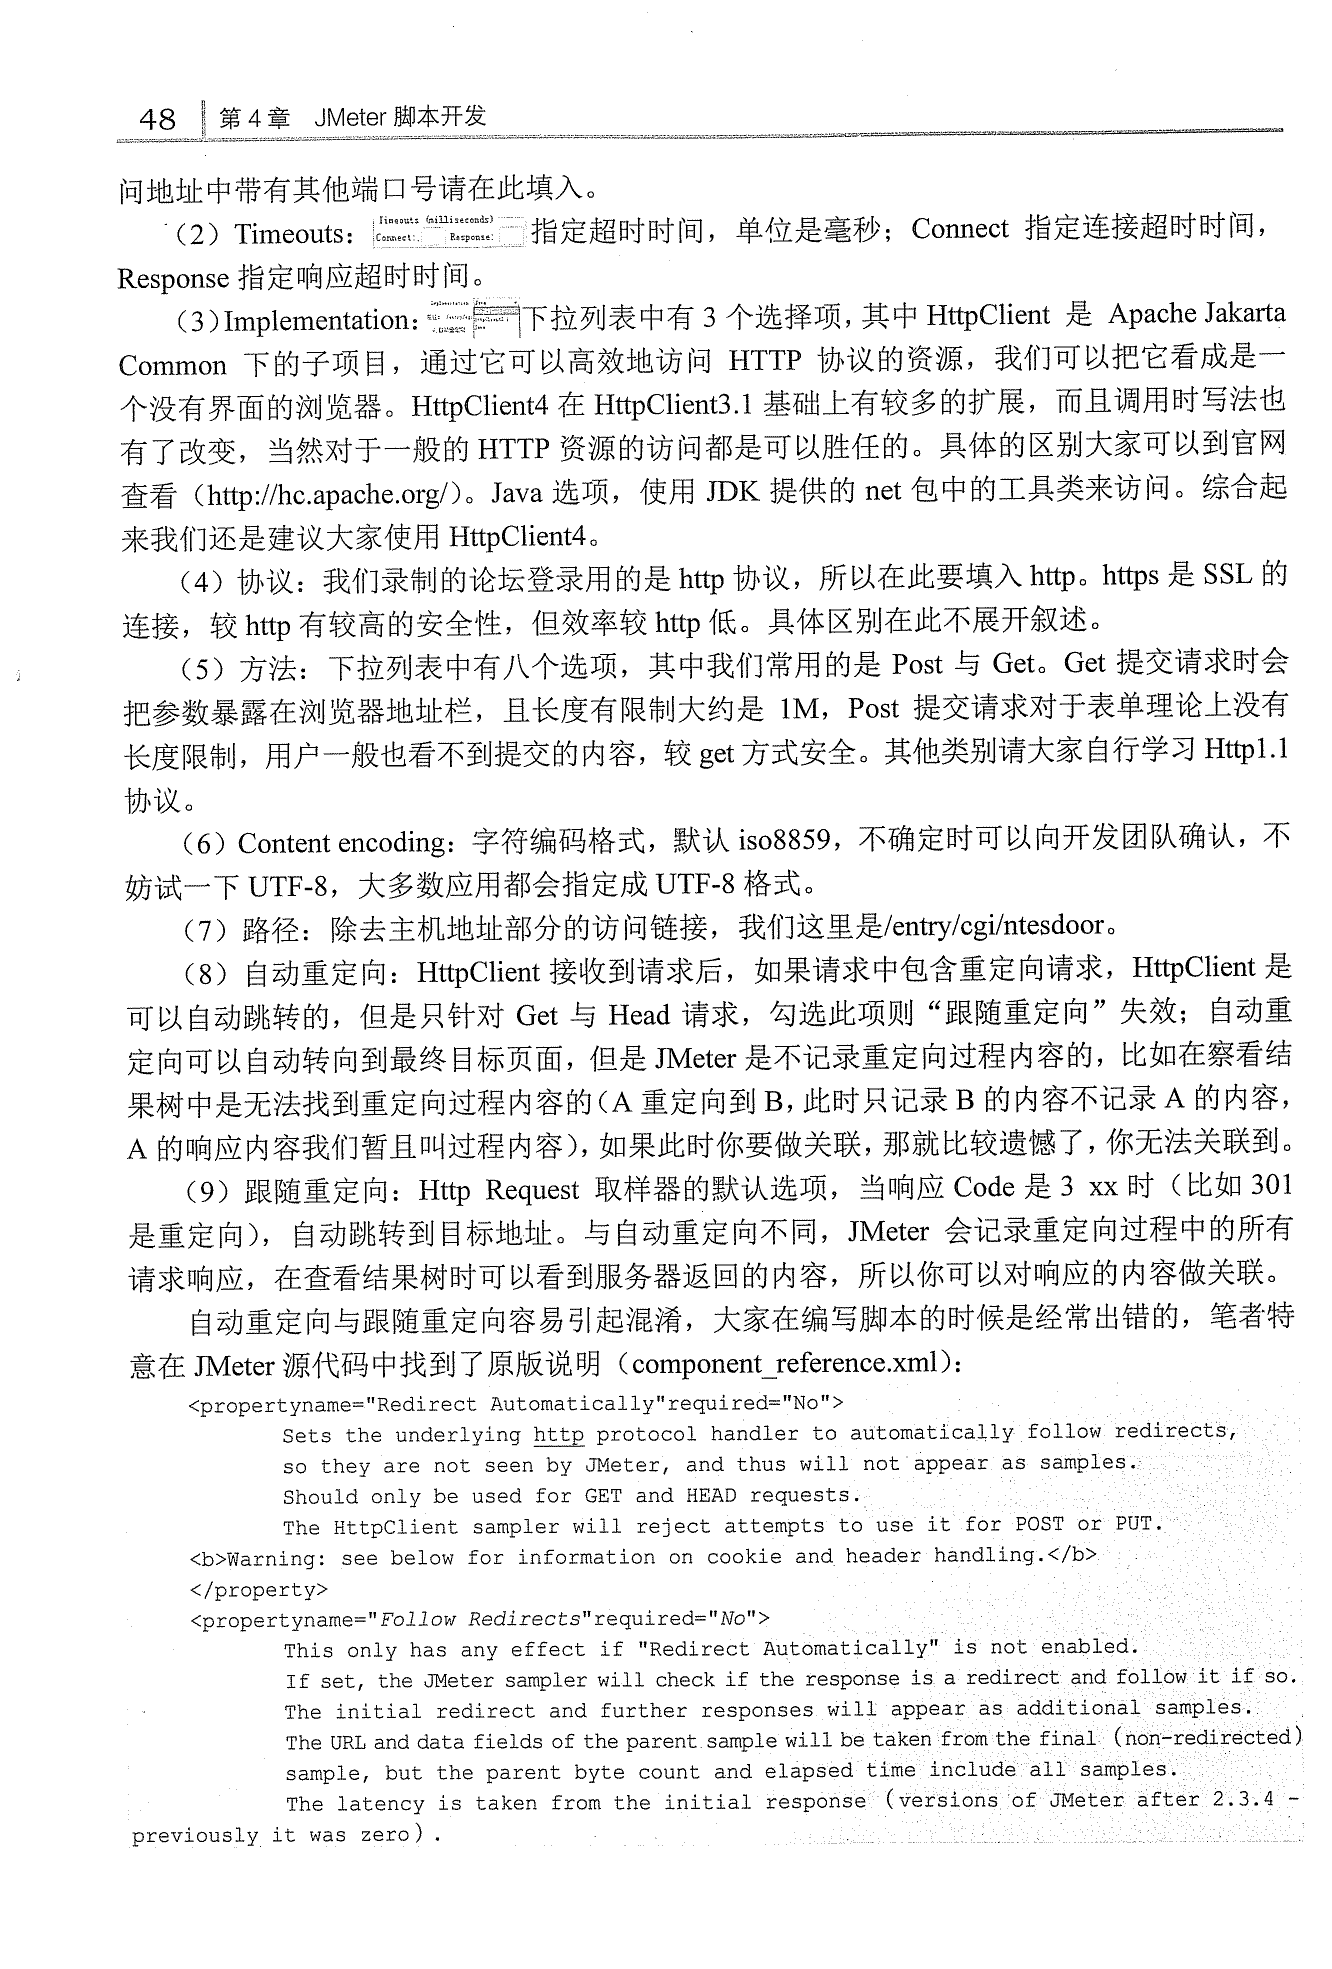 48 第4章 JMeter 脚本开发
问地址中带有其他端口号请在此填入。
（2）Timeouts： Timeouts (milliseconds) Connect: Response: 指定超时时间，单位是毫秒；Connect 指定连接超时时间，
Response 指定响应超时时间。
（3）Implementation： 下拉列表中有 3 个选择项，其中 HttpClient 是 Apache Jakarta
Common 下的子项目，通过它可以高效地访问 HTTP 协议的资源，我们可以把它看成是一
个没有界面的浏览器。HttpClient4 在 HttpClient3.1 基础上有较多的扩展，而且调用时写法也
有了改变，当然对于一般的 HTTP 资源的访问都是可以胜任的。具体的区别大家可以到官网
查看（http://hc.apache.org/）。Java 选项，使用 JDK 提供的 net 包中的工具类来访问。综合起
来我们还是建议大家使用 HttpClient4。
（4）协议：我们录制的论坛登录用的是 http 协议，所以在此要填入 http。https 是 SSL 的
连接，较 http 有较高的安全性，但效率较 http 低。具体区别在此不展开叙述。
（5）方法：下拉列表中有八个选项，其中我们常用的是 Post 与 Get。Get 提交请求时会
把参数暴露在浏览器地址栏，且长度有限制大约是 1M，Post 提交请求对于表单理论上没有
长度限制，用户一般也看不到提交的内容，较 get 方式安全。其他类别请大家自行学习 Http1.1
协议。
（6）Content encoding：字符编码格式，默认 iso8859，不确定时可以向开发团队确认，不
妨试一下 UTF-8，大多数应用都会指定成 UTF-8 格式。
（7）路径：除去主机地址部分的访问链接，我们这里是/entry/cgi/ntesdoor。
（8）自动重定向：HttpClient 接收到请求后，如果请求中包含重定向请求，HttpClient 是
可以自动跳转的，但是只针对 Get 与 Head 请求，勾选此项则“跟随重定向”失效；自动重
定向可以自动转向到最终目标页面，但是 JMeter 是不记录重定向过程内容的，比如在察看结
果树中是无法找到重定向过程内容的（A 重定向到 B，此时只记录 B 的内容不记录 A 的内容，
A 的响应内容我们暂且叫过程内容），如果此时你要做关联，那就比较遗憾了，你无法关联到。
（9）跟随重定向：Http Request 取样器的默认选项，当响应 Code 是 3 xx 时（比如 301
是重定向），自动跳转到目标地址。与自动重定向不同，JMeter 会记录重定向过程中的所有
请求响应，在查看结果树时可以看到服务器返回的内容，所以你可以对响应的内容做关联。
自动重定向与跟随重定向容易引起混淆，大家在编写脚本的时候是经常出错的，笔者特
意在 JMeter 源代码中找到了原版说明（component_reference.xml）：
<propertyname="Redirect Automatically"required="No">
Sets the underlying http protocol handler to automatically follow redirects,
so they are not seen by JMeter, and thus will not appear as samples.
Should only be used for GET and HEAD requests.
The HttpClient sampler will reject attempts to use it for POST or PUT.
<b>Warning: see below for information on cookie and header handling.</b>
</property>
<propertyname="Follow Redirects"required="No">
This only has any effect if "Redirect Automatically" is not enabled.
If set, the JMeter sampler will check if the response is a redirect and follow it if so.
The initial redirect and further responses will appear as additional samples.
The URL and data fields of the parent sample will be taken from the final (non-redirected)
sample, but the parent byte count and elapsed time include all samples.
The latency is taken from the initial response (versions of JMeter after 2.3.4 -
previously it was zero).